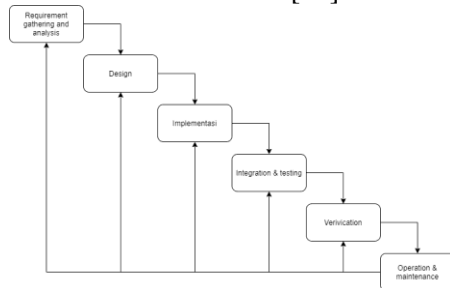 Requirement
gathering and
analysis
Design
Implementasi
Integration & testing
Verivication
Operation &
maintenance